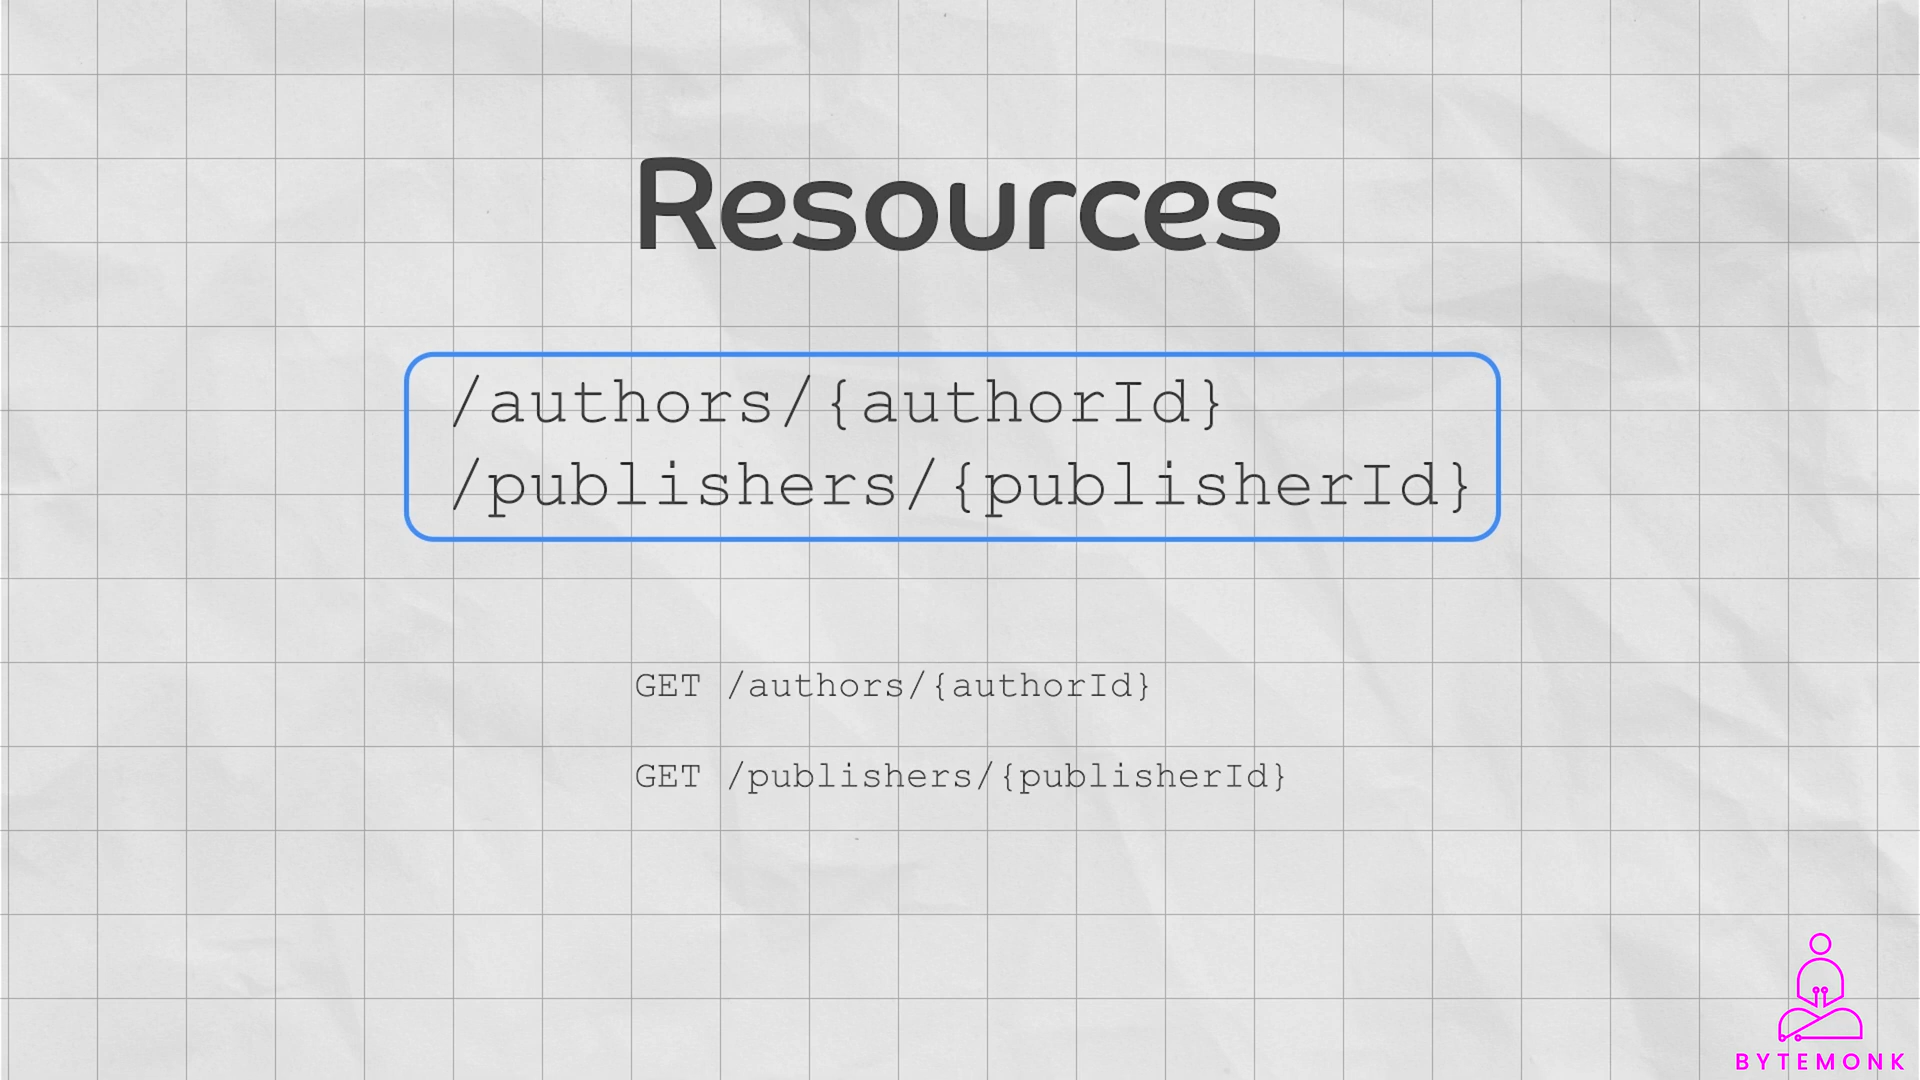 Resources
/authors/{authorId}
/publishers/{publisherId}
GET /authors/{authorId}
GET /publishers/{publisherId}
BYTEMONK